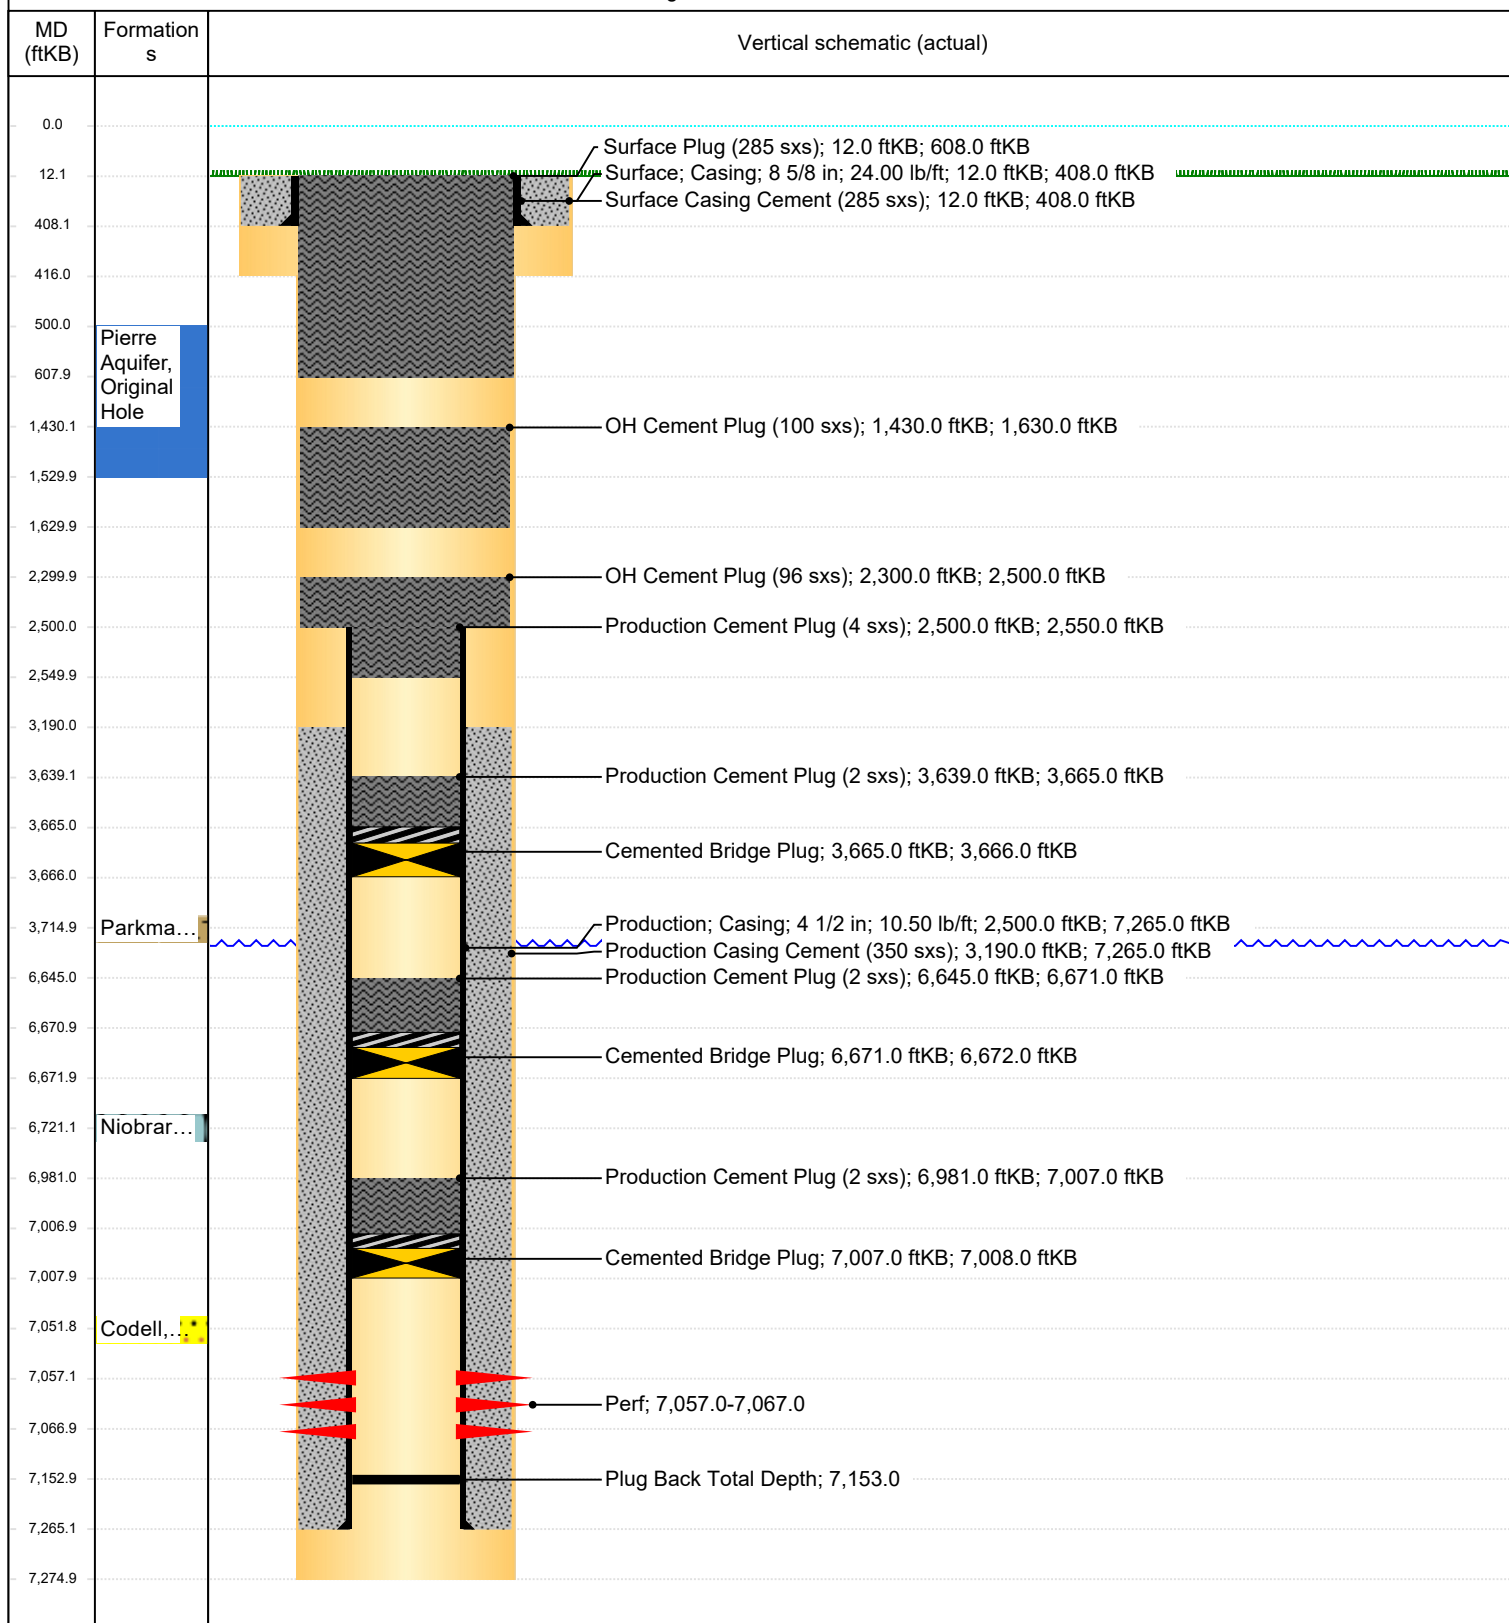 MD
(ftKB)
Formation
s
Vertical schematic (actual)
0.0
Surface Plug (285 sxs); 12.0 ftKB; 608.0 ftKB
12.1
Surface; Casing; 8 5/8 in; 24.00 lb/ft; 12.0 ftKB; 408.0 ftKB
Surface Casing Cement (285 sxs); 12.0 ftKB; 408.0 ftKB
408.1
416.0
500.0
Pierre
Aquifer,
Original
Hole
607.9
1,430.1
OH Cement Plug (100 sxs); 1,430.0 ftKB; 1,630.0 ftKB
1,529.9
1,629.9
2,299.9
OH Cement Plug (96 sxs); 2,300.0 ftKB; 2,500.0 ftKB
2,500.0
Production Cement Plug (4 sxs); 2,500.0 ftKB; 2,550.0 ftKB
2,549.9
3,190.0
3,639.1
Production Cement Plug (2 sxs); 3,639.0 ftKB; 3,665.0 ftKB
3,665.0
Cemented Bridge Plug; 3,665.0 ftKB; 3,666.0 ftKB
3,666.0
3,714.9
Parkma…
Production; Casing; 4 1/2 in; 10.50 lb/ft; 2,500.0 ftKB; 7,265.0 ftKB
Production Casing Cement (350 sxs); 3,190.0 ftKB; 7,265.0 ftKB
6,645.0
Production Cement Plug (2 sxs); 6,645.0 ftKB; 6,671.0 ftKB
6,670.9
Cemented Bridge Plug; 6,671.0 ftKB; 6,672.0 ftKB
6,671.9
6,721.1
Niobrar…
6,981.0
Production Cement Plug (2 sxs); 6,981.0 ftKB; 7,007.0 ftKB
7,006.9
Cemented Bridge Plug; 7,007.0 ftKB; 7,008.0 ftKB
7,007.9
7,051.8
Codell,…
7,057.1
Perf; 7,057.0-7,067.0
7,066.9
7,152.9
Plug Back Total Depth; 7,153.0
7,265.1
7,274.9